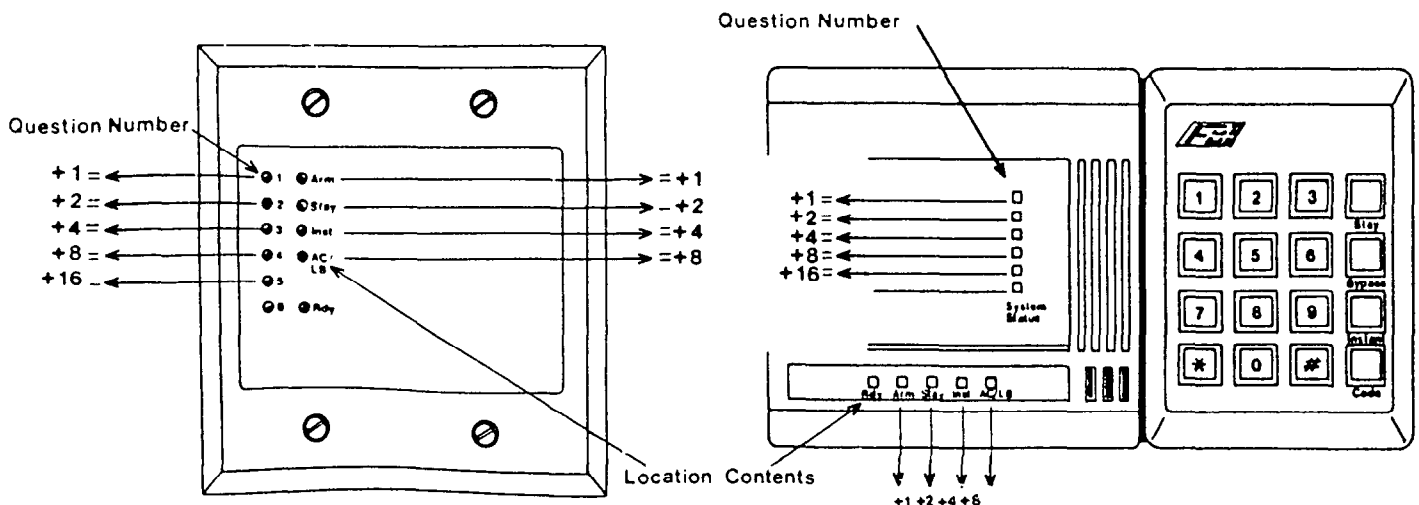 Question Number
Question Number
+1=
1 Arm
=+1
+2=
2 Stay
+2
+4=
3 Inst
=+4
+8=
4 AC/
LB
=+8
+16
5
6 Rdy
+1=
+2=
+4=
+8=
+16=
System
Status
Rdy Arm Stay Inst AC/LB
Location Contents
+1 +2 +4 +8
1 2 3
Stay
4 5 6
Bypass
7 8 9
Instant
* 0 #
Code